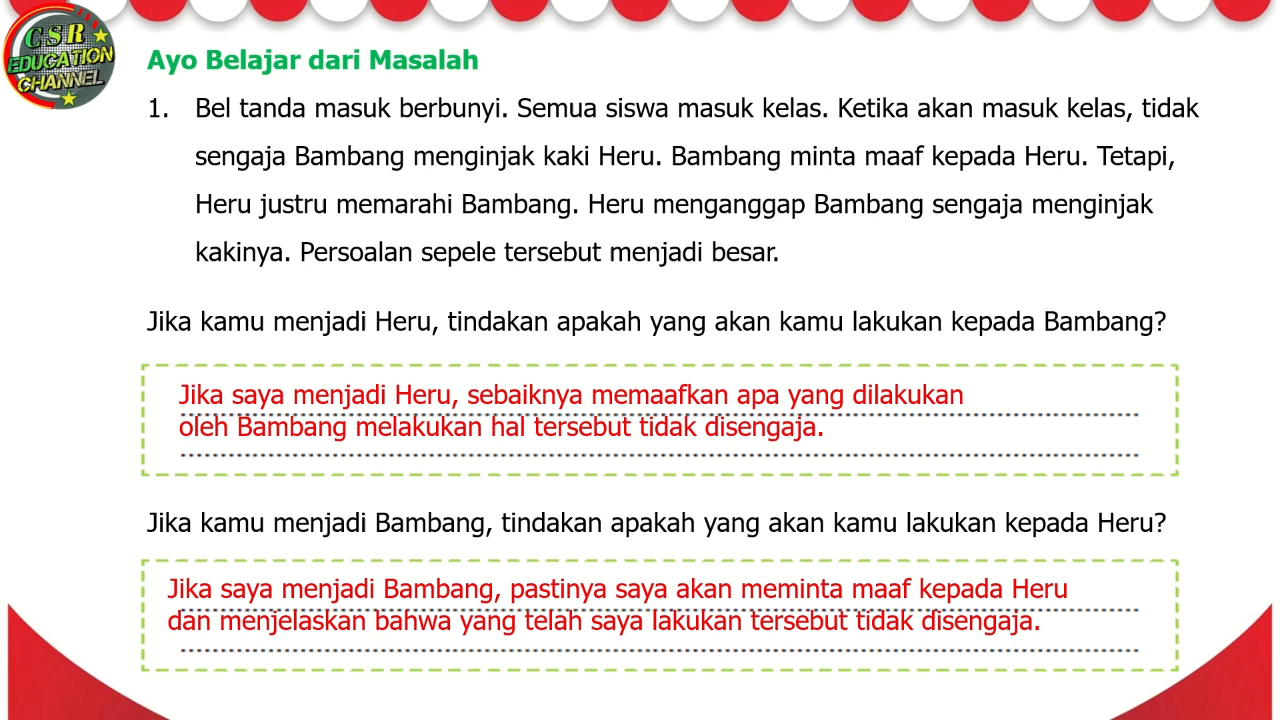 CSR
EDUCATION
CHANNEL
Ayo Belajar dari Masalah
1. Bel tanda masuk berbunyi. Semua siswa masuk kelas. Ketika akan masuk kelas, tidak
sengaja Bambang menginjak kaki Heru. Bambang minta maaf kepada Heru. Tetapi,
Heru justru memarahi Bambang. Heru menganggap Bambang sengaja menginjak
kakinya. Persoalan sepele tersebut menjadi besar.
Jika kamu menjadi Heru, tindakan apakah yang akan kamu lakukan kepada Bambang?
Jika saya menjadi Heru, sebaiknya memaafkan apa yang dilakukan
oleh Bambang melakukan hal tersebut tidak disengaja.
Jika kamu menjadi Bambang, tindakan apakah yang akan kamu lakukan kepada Heru?
Jika saya menjadi Bambang, pastinya saya akan meminta maaf kepada Heru
dan menjelaskan bahwa yang telah saya lakukan tersebut tidak disengaja.